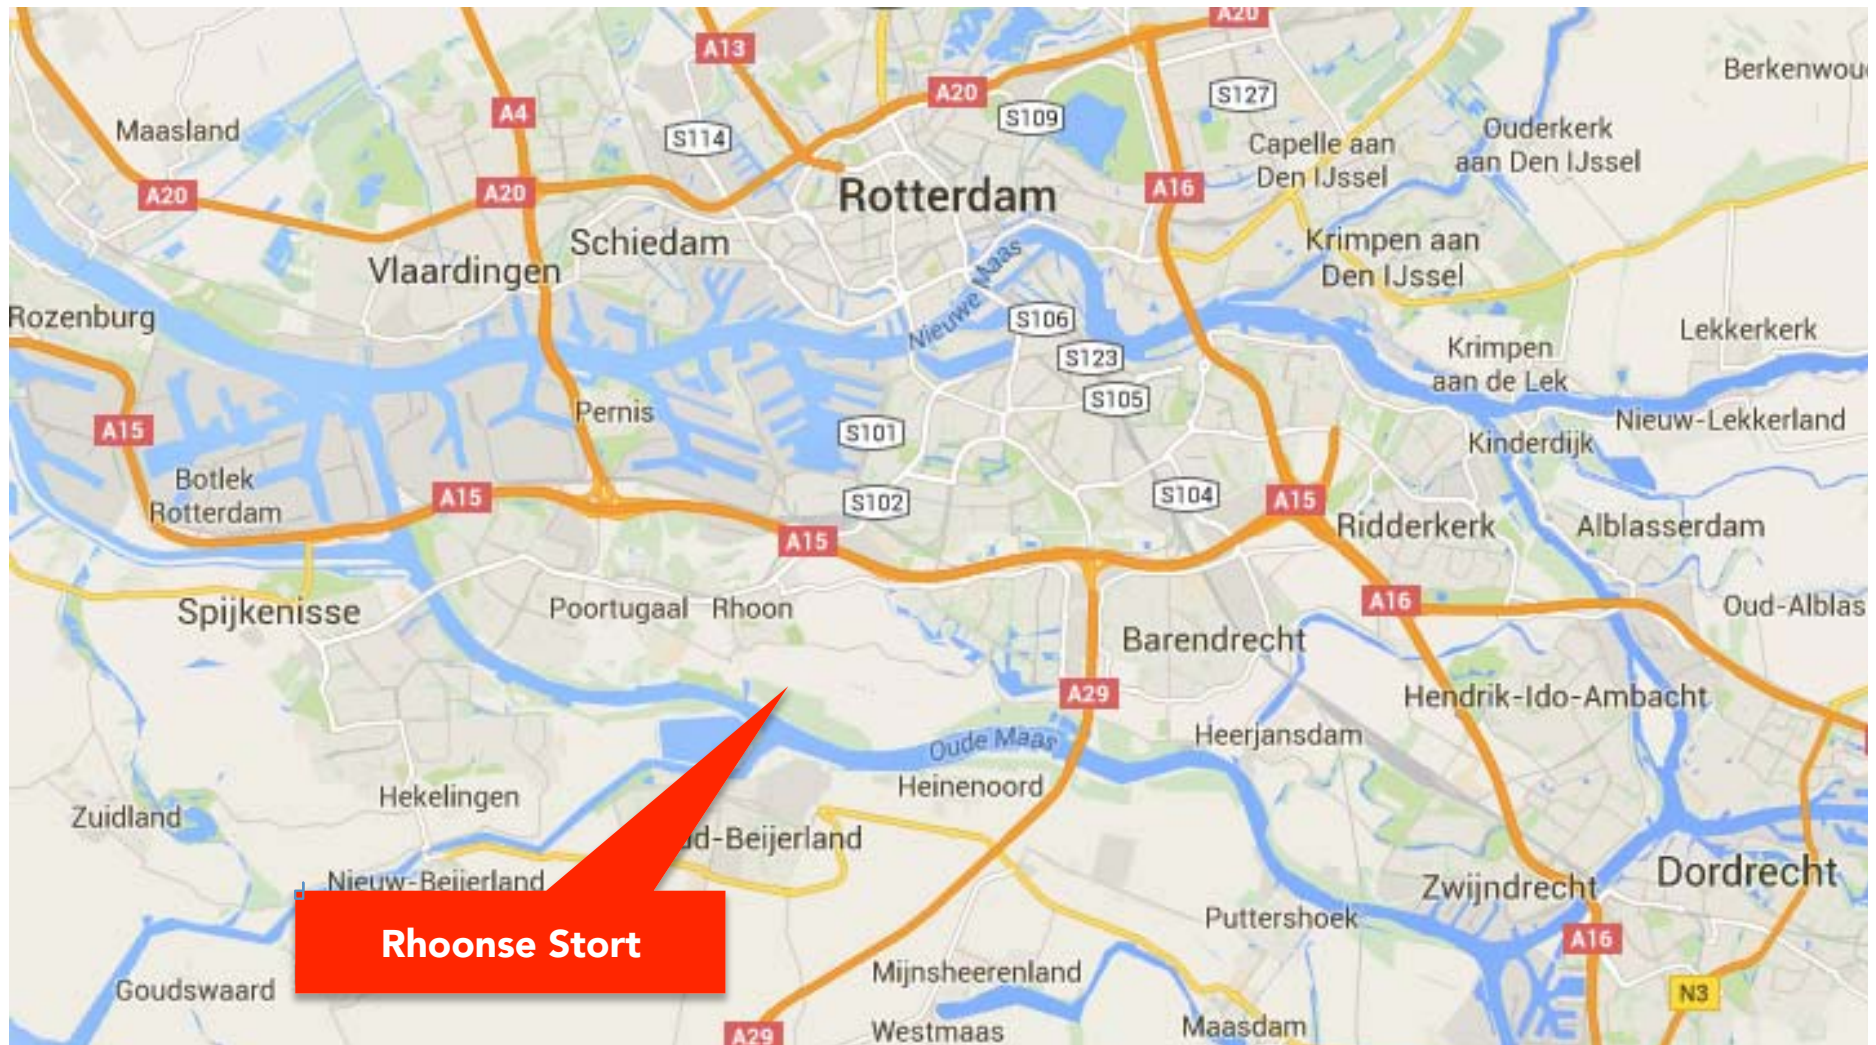 A20
A13
Berkenwou
A20
S127
A4
S109
Maasland
Ouderkerk
aan Den IJssel
S114
Capelle aan
Den IJssel
A20
A20
A16
Rotterdam
Schiedam
Krimpen aan
Den IJssel
Vlaardingen
Nieuwe Maas
Rozenburg
S106
Lekkerkerk
S123
Krimpen
aan de Lek
S105
Pernis
Nieuw-Lekkerland
A15
S101
Kinderdijk
Botlek
Rotterdam
A15
S102
S104
A15
Ridderkerk
Alblasserdam
A15
Spijkenisse
Poortugaal
Rhoon
A16
Oud-Alblas
Barendrecht
A29
Hendrik-Ido-Ambacht
Oude Maas
Heerjansdam
Heinenoord
Hekelingen
Zuidland
ud-Beijerland
Nieuw-Beijerland
Zwijndrecht
Dordrecht
Puttershoek
Rhoonse Stort
A16
Mijnsheerenland
Goudswaard
N3
A29
Westmaas
Maasdam